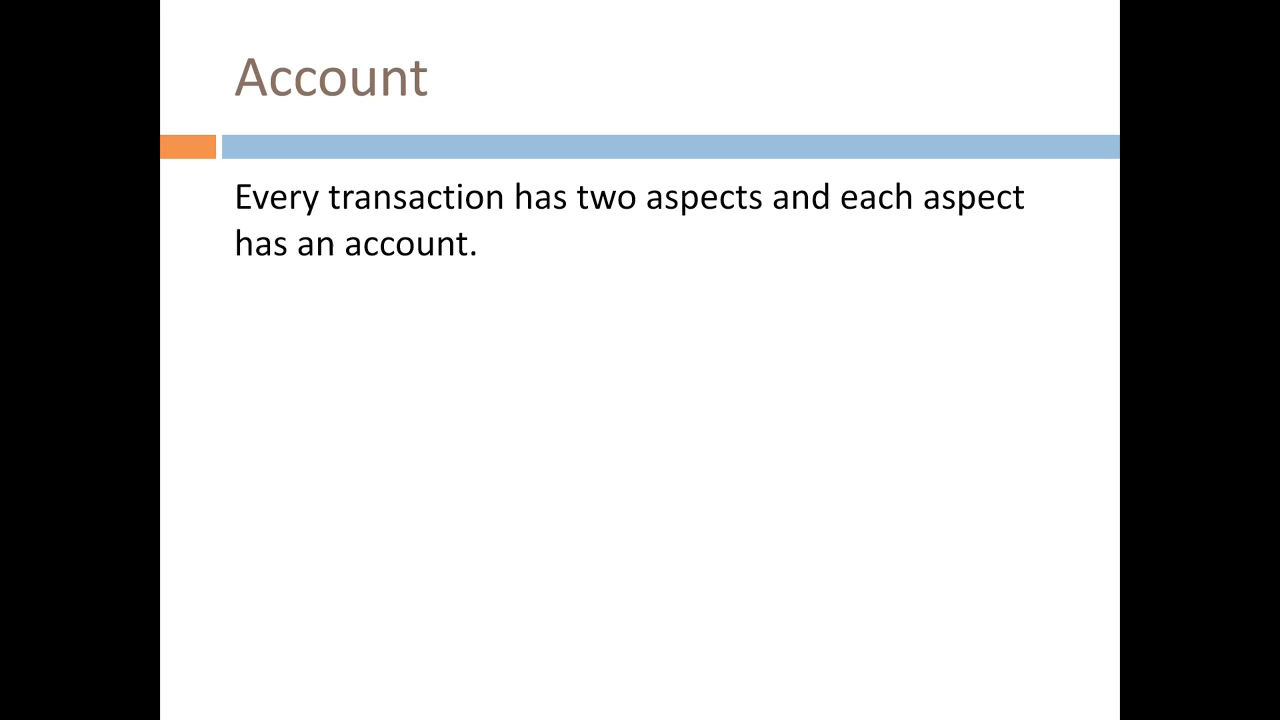 Account
Every transaction has two aspects and each aspect
has an account.